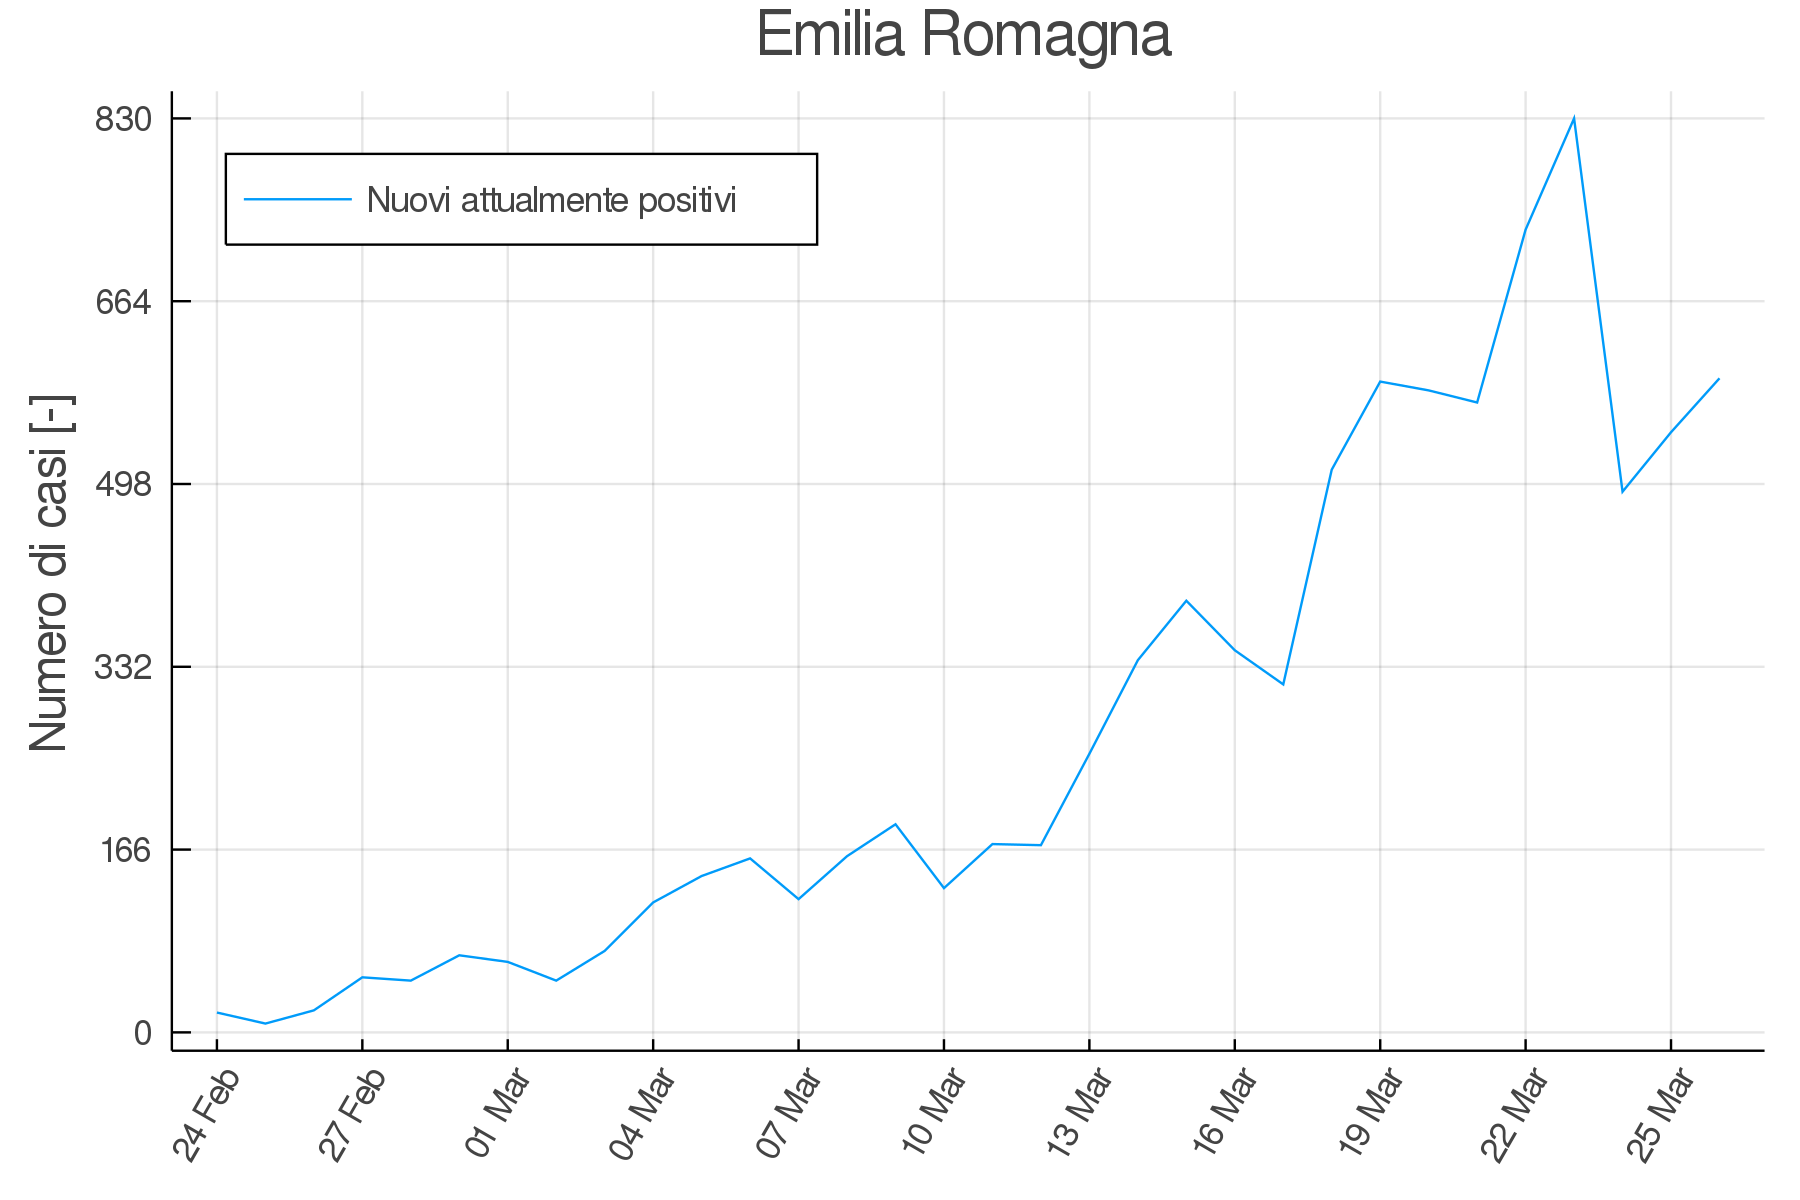 Emilia Romagna
Nuovi attualmente positivi
Numero di casi [-]
830
664
498
332
166
0
24 Feb
27 Feb
01 Mar
04 Mar
07 Mar
10 Mar
13 Mar
16 Mar
19 Mar
22 Mar
25 Mar